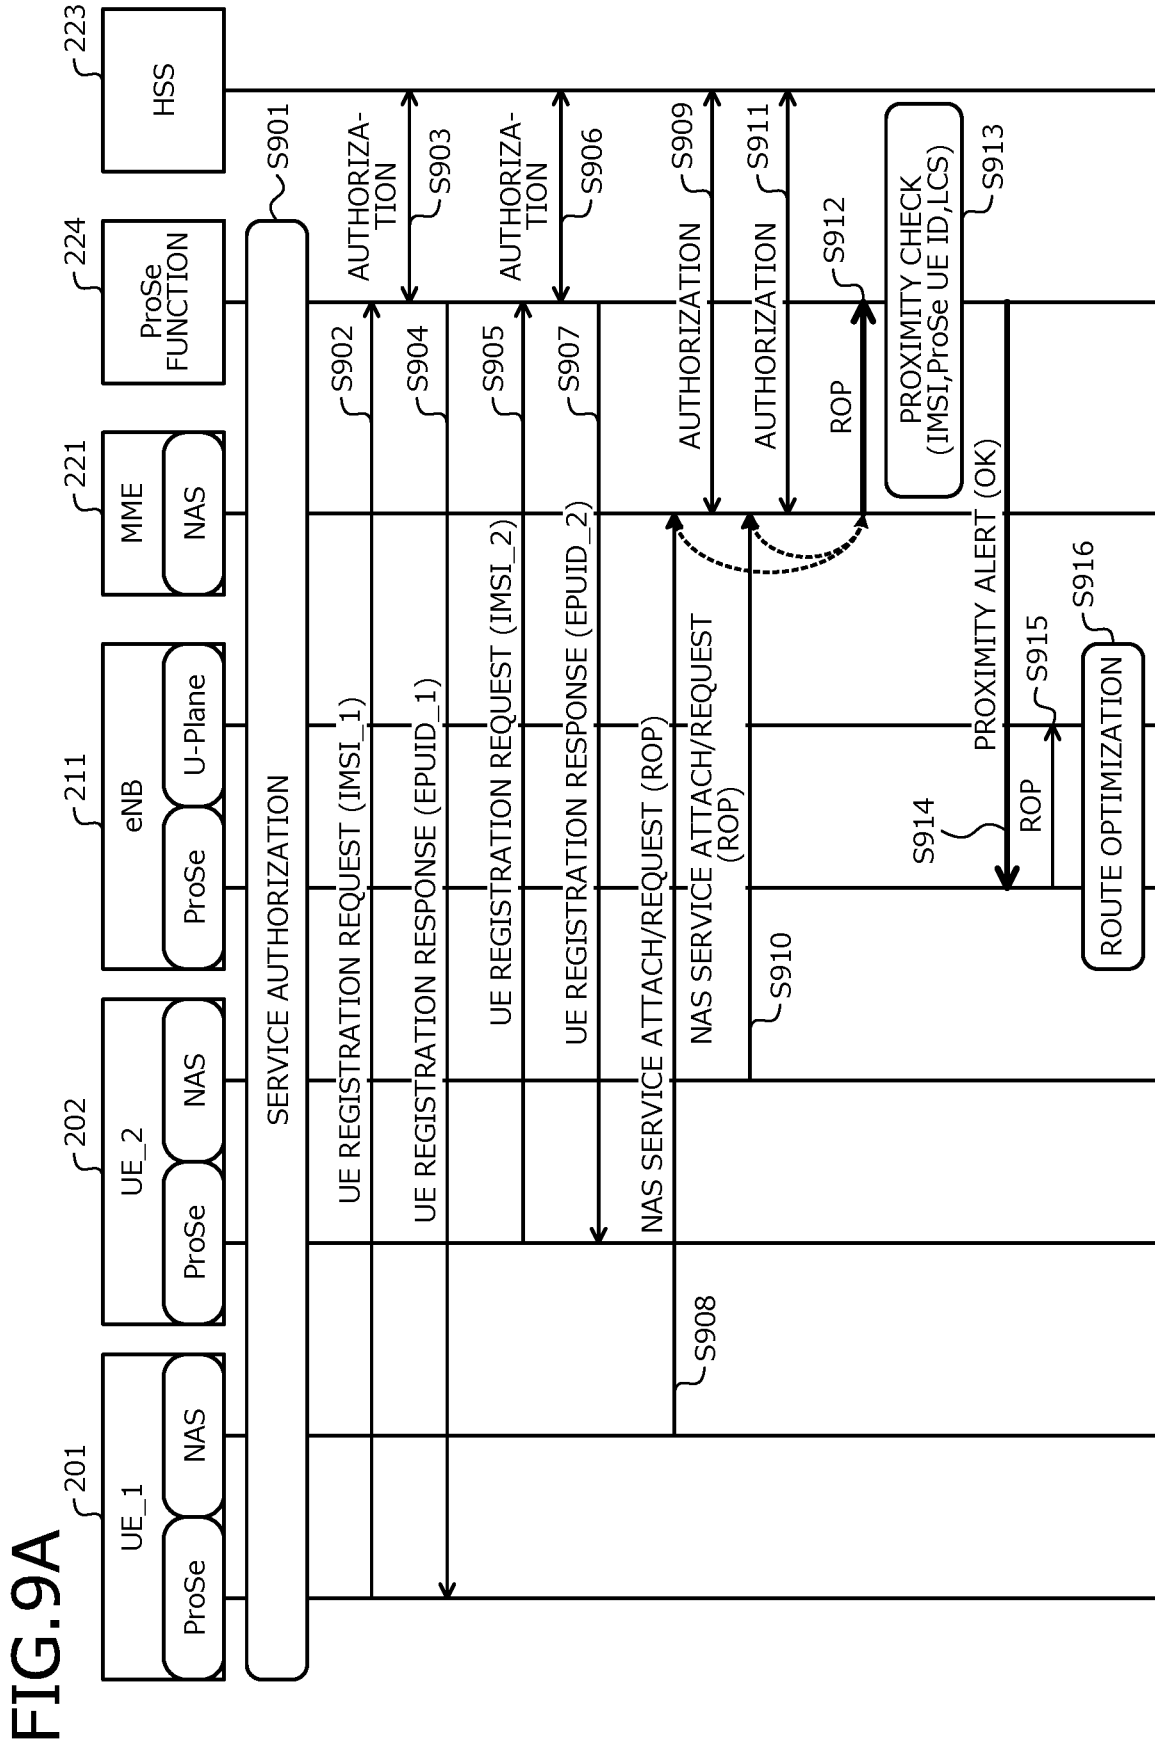 FIG.9A
201
202
211
221
224
223
UE_1
ProSe
NAS
UE_2
ProSe
NAS
eNB
ProSe
U-Plane
MME
NAS
ProSe
FUNCTION
HSS
SERVICE AUTHORIZATION
S901
UE REGISTRATION REQUEST (IMSI_1)
S902
AUTHORIZA-
TION
S903
UE REGISTRATION RESPONSE (EPUID_1)
S904
UE REGISTRATION REQUEST (IMSI_2)
S905
AUTHORIZA-
TION
S906
UE REGISTRATION RESPONSE (EPUID_2)
S907
NAS SERVICE ATTACH/REQUEST (ROP)
S908
AUTHORIZATION
S909
NAS SERVICE ATTACH/REQUEST
(ROP)
S910
AUTHORIZATION
S911
ROP
S912
PROXIMITY CHECK
(IMSI,ProSe UE ID,LCS)
S913
PROXIMITY ALERT (OK)
S914
ROP
S915
ROUTE OPTIMIZATION
S916